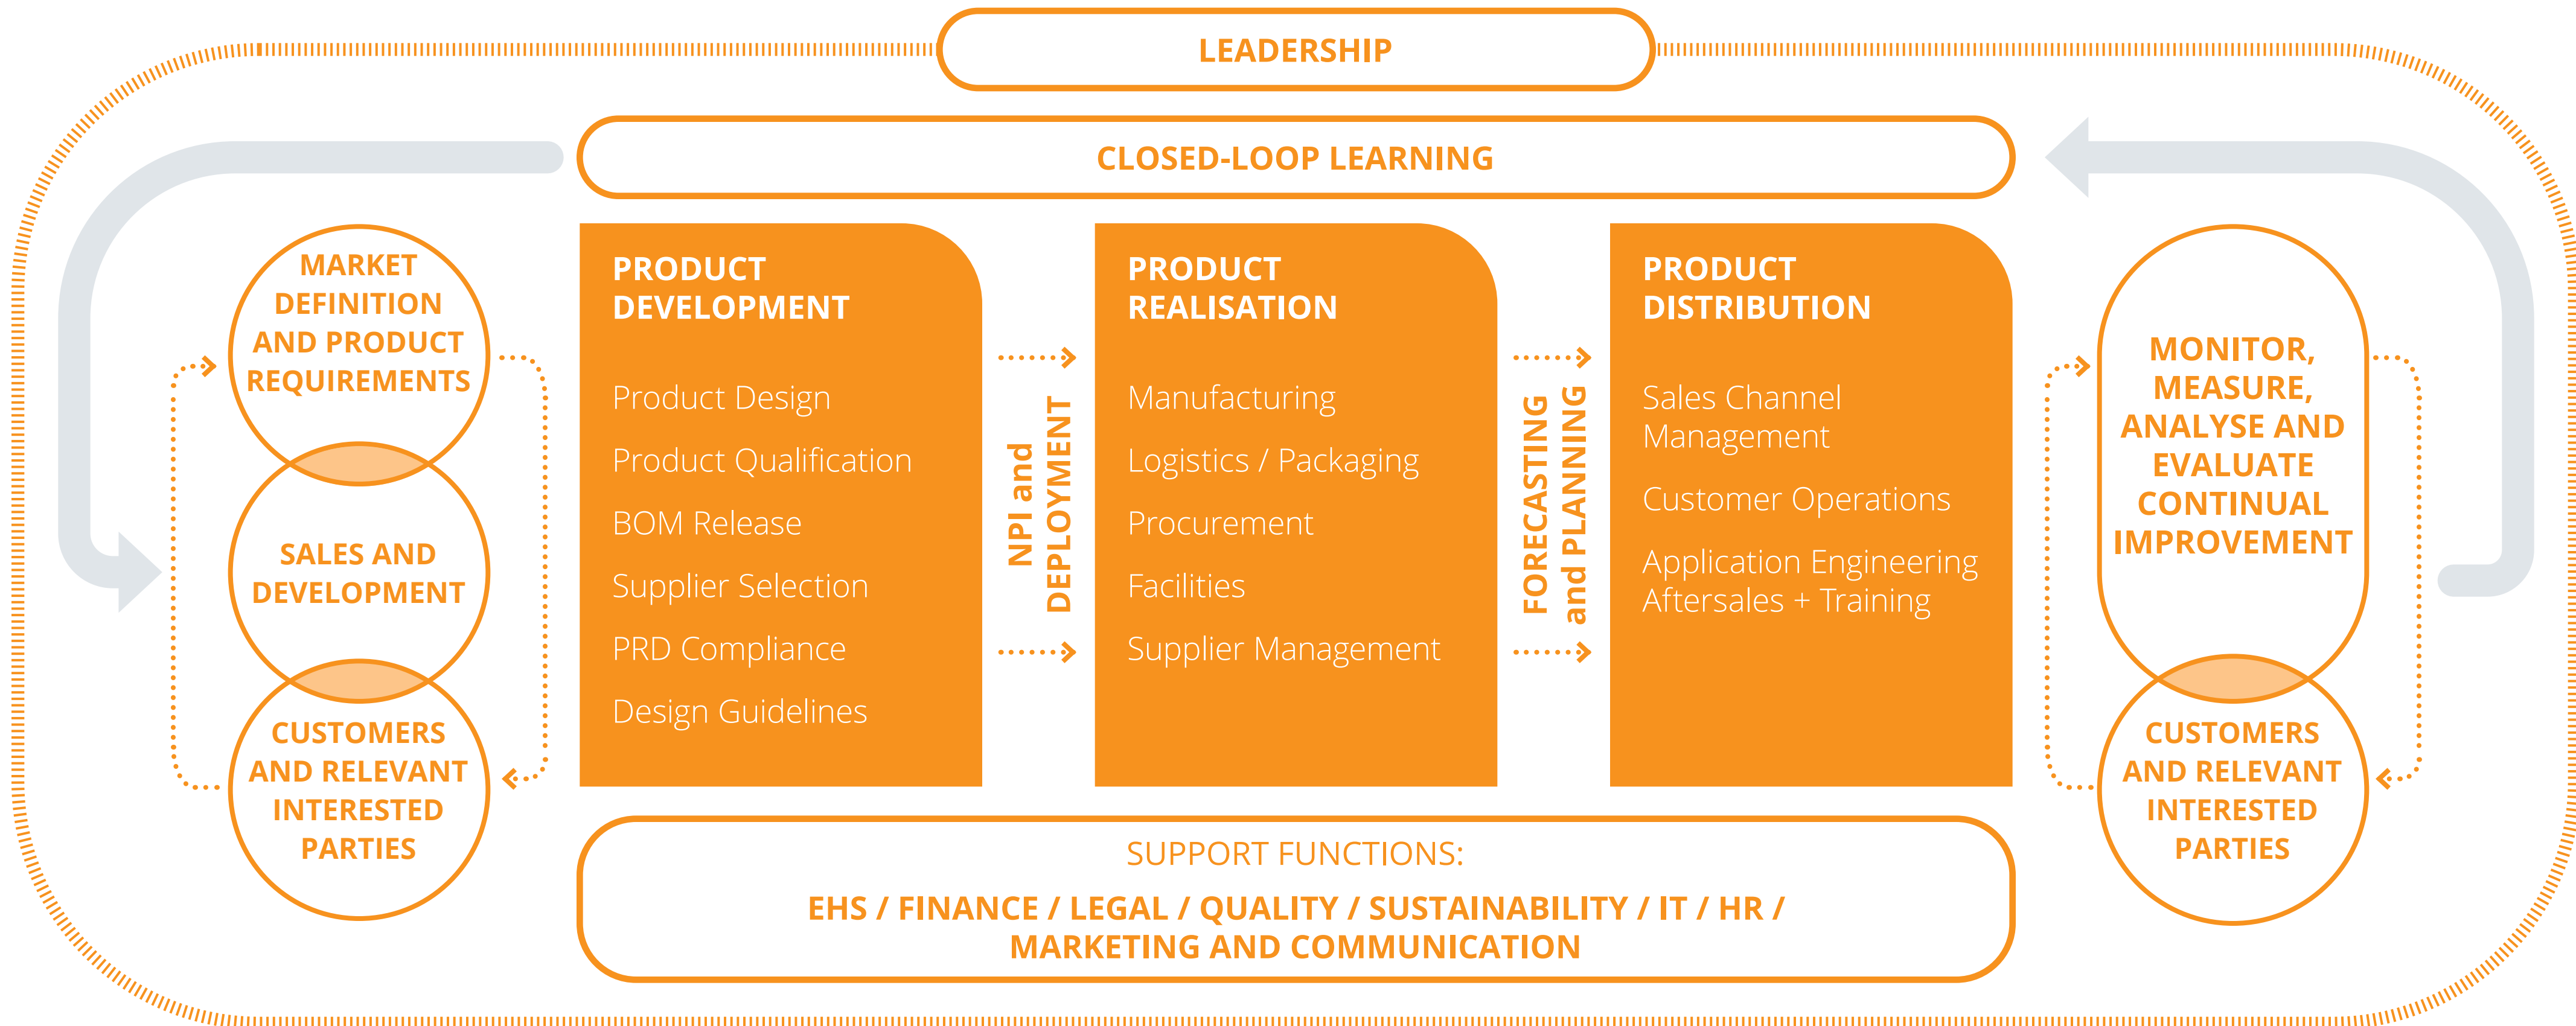 LEADERSHIP
CLOSED-LOOP LEARNING
MARKET
DEFINITION
AND PRODUCT
REQUIREMENTS
SALES AND
DEVELOPMENT
CUSTOMERS
AND RELEVANT
INTERESTED
PARTIES
PRODUCT
DEVELOPMENT
Product Design
Product Qualification
BOM Release
Supplier Selection
PRD Compliance
Design Guidelines
NPI and
DEPLOYMENT
PRODUCT
REALISATION
Manufacturing
Logistics / Packaging
Procurement
Facilities
Supplier Management
FORECASTING
and PLANNING
PRODUCT
DISTRIBUTION
Sales Channel
Management
Customer Operations
Application Engineering
Aftersales + Training
MONITOR,
MEASURE,
ANALYSE AND
EVALUATE
CONTINUAL
IMPROVEMENT
CUSTOMERS
AND RELEVANT
INTERESTED
PARTIES
SUPPORT FUNCTIONS:
EHS / FINANCE / LEGAL / QUALITY / SUSTAINABILITY / IT / HR /
MARKETING AND COMMUNICATION